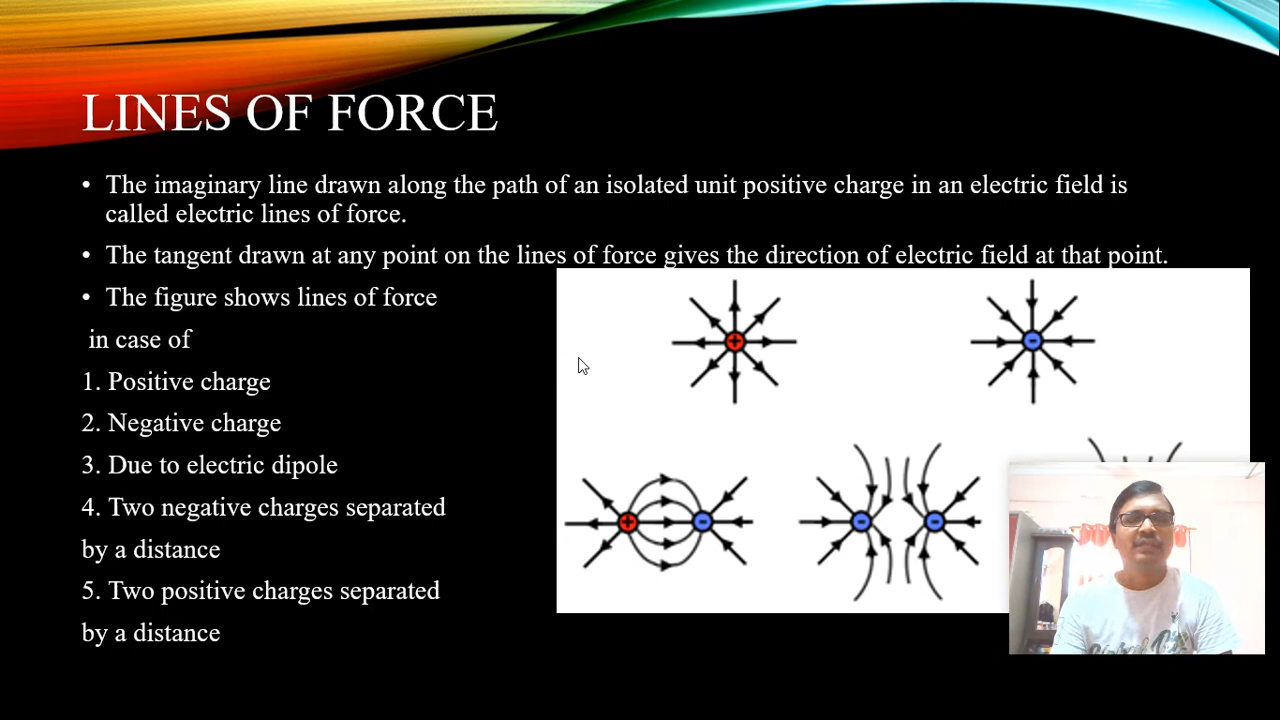 LINES OF FORCE
• The imaginary line drawn along the path of an isolated unit positive charge in an electric field is
called electric lines of force.
• The tangent drawn at any point on the lines of force gives the direction of electric field at that point.
• The figure shows lines of force
in case of
1. Positive charge
2. Negative charge
3. Due to electric dipole
4. Two negative charges separated
by a distance
5. Two positive charges separated
by a distance
+ -
+ - - -